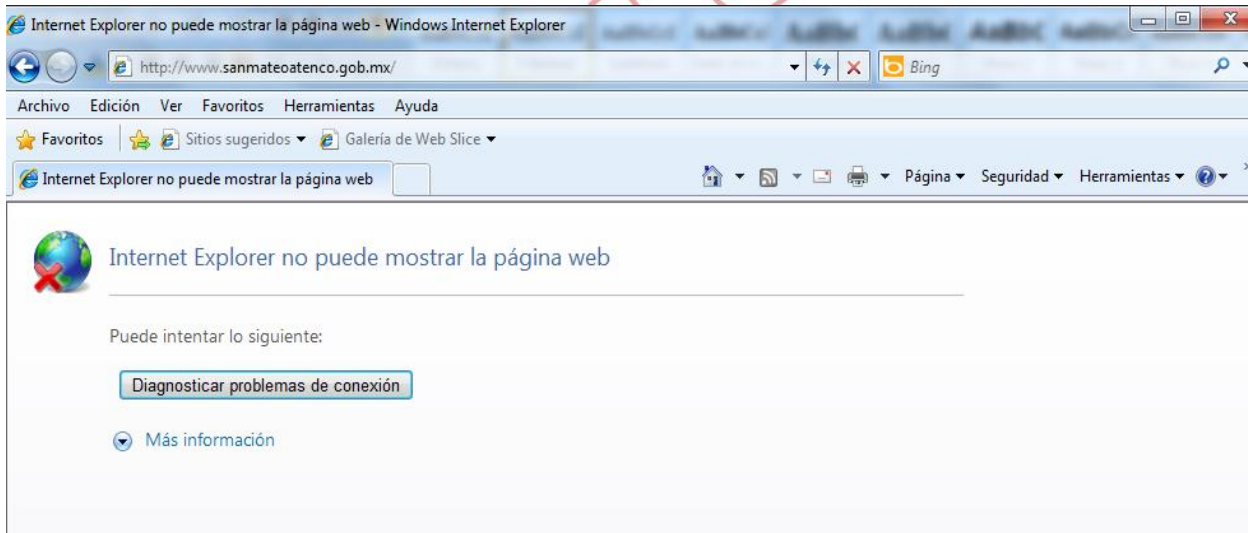 Internet Explorer no puede mostrar la página web - Windows Internet Explorer
http://www.sanmateoatenco.gob.mx/
Bing
Archivo Edición Ver Favoritos Herramientas Ayuda
Favoritos Sitios sugeridos Galería de Web Slice
Internet Explorer no puede mostrar la página web Página Seguridad Herramientas
Internet Explorer no puede mostrar la página web
Puede intentar lo siguiente:
Diagnosticar problemas de conexión
Más información